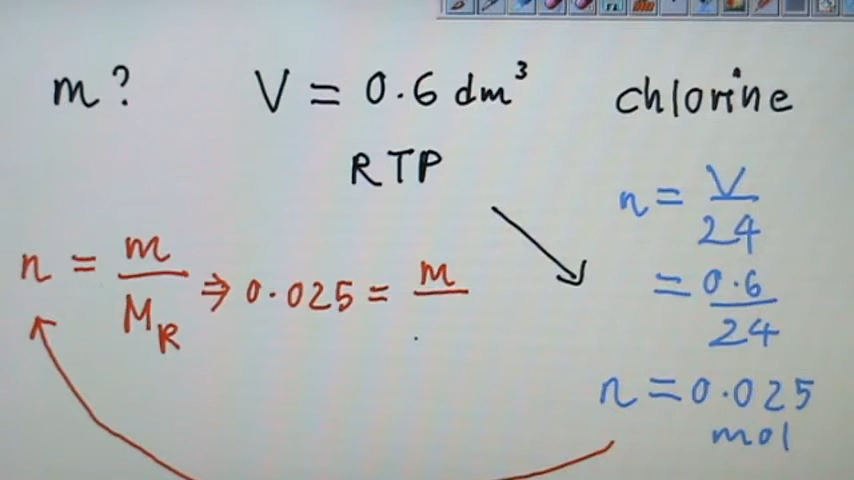 m? V = 0.6 dm³ chlorine
RTP
n = V/24
= 0.6/24
n = 0.025
mol
n = m/M_R ⇒ 0.025 = m/